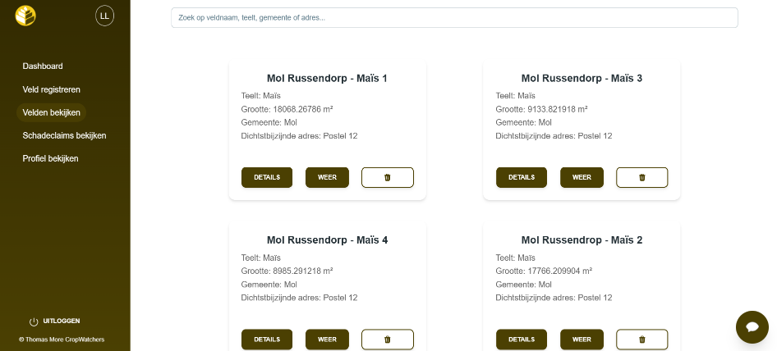 LL
Dashboard
Veld registreren
Velden bekijken
Schadeclaims bekijken
Profiel bekijken
UITLOGGEN
© Thomas More CropWatchers
Zoek op veldnaam, teelt, gemeente of adres...
Mol Russendorp - Maïs 1
Teelt: Maïs
Grootte: 18068.26786 m²
Gemeente: Mol
Dichtstbijzijnde adres: Postel 12
DETAILS
WEER
Mol Russendorp - Maïs 3
Teelt: Maïs
Grootte: 9133.821918 m²
Gemeente: Mol
Dichtstbijzijnde adres: Postel 12
DETAILS
WEER
Mol Russendorp - Maïs 4
Teelt: Maïs
Grootte: 8985.291218 m²
Gemeente: Mol
Dichtstbijzijnde adres: Postel 12
DETAILS
WEER
Mol Russendrop - Maïs 2
Teelt: Maïs
Grootte: 17766.209904 m²
Gemeente: Mol
Dichtstbijzijnde adres: Postel 12
DETAILS
WEER